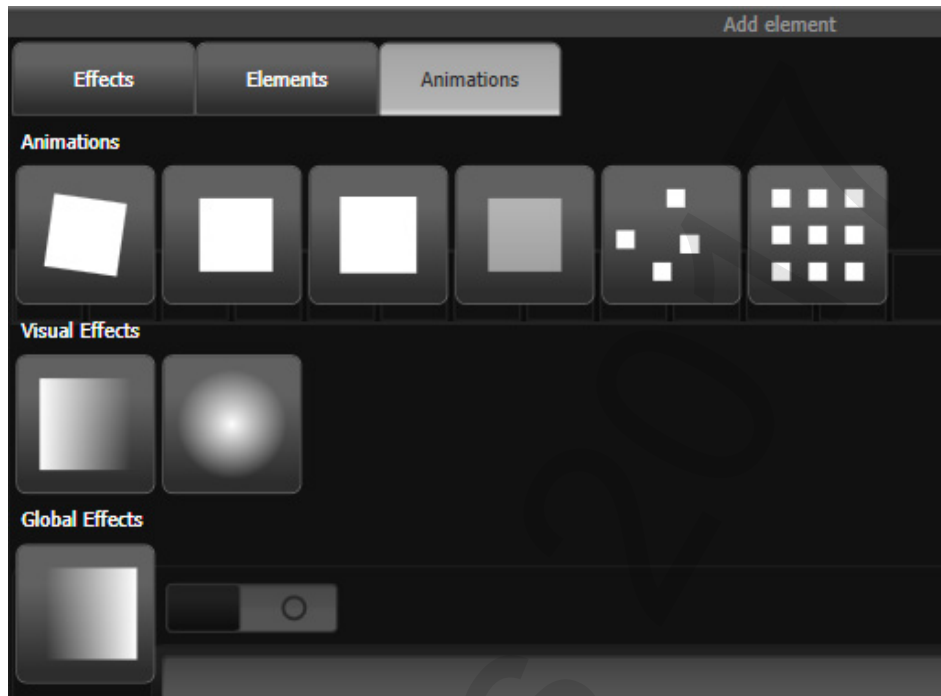 Add element
Effects Elements Animations
Animations
Visual Effects
Global Effects